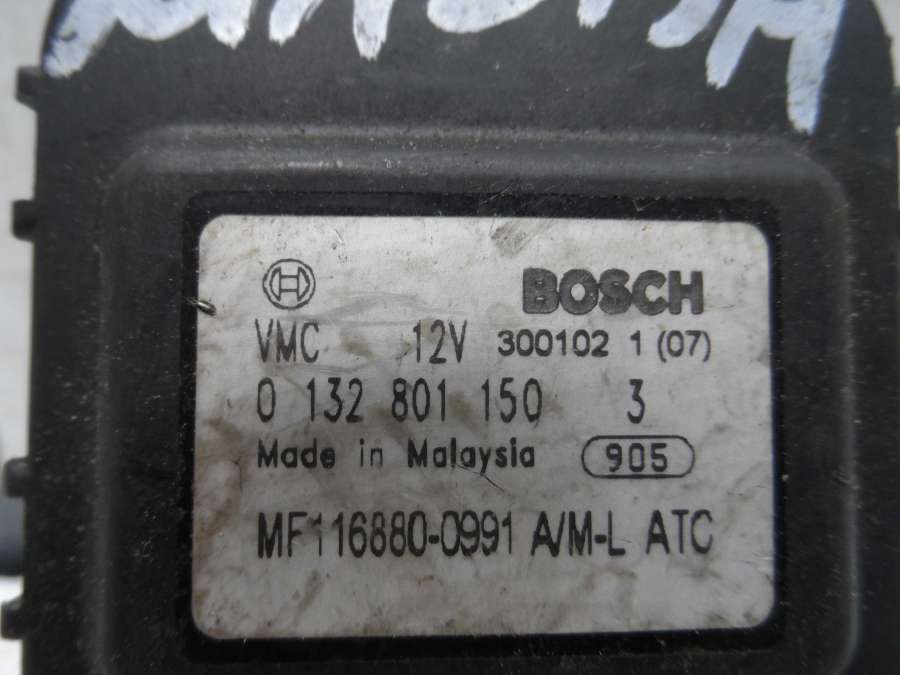 BOSCH
VMC 12V 300102 1 (07)
0 132 801 150 3
Made in Malaysia 905
MF116880-0991 A/M-L ATC